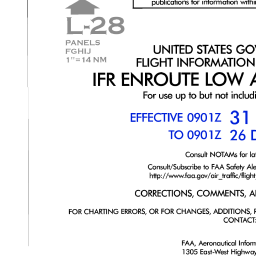 publications for information within
L-28
PANELS
FGHIJ
1"=14 NM
UNITED STATES GO
FLIGHT INFORMATION
IFR ENROUTE LOW A
For use up to but not includi
EFFECTIVE 0901Z 31
TO 0901Z 26 D
Consult NOTAMs for la
Consult/Subscribe to FAA Safety Ale
http://www.faa.gov/air_traffic/flight
CORRECTIONS, COMMENTS, A
FOR CHARTING ERRORS, OR FOR CHANGES, ADDITIONS, R
CONTACT:
FAA, Aeronautical Inform
1305 East-West Highway